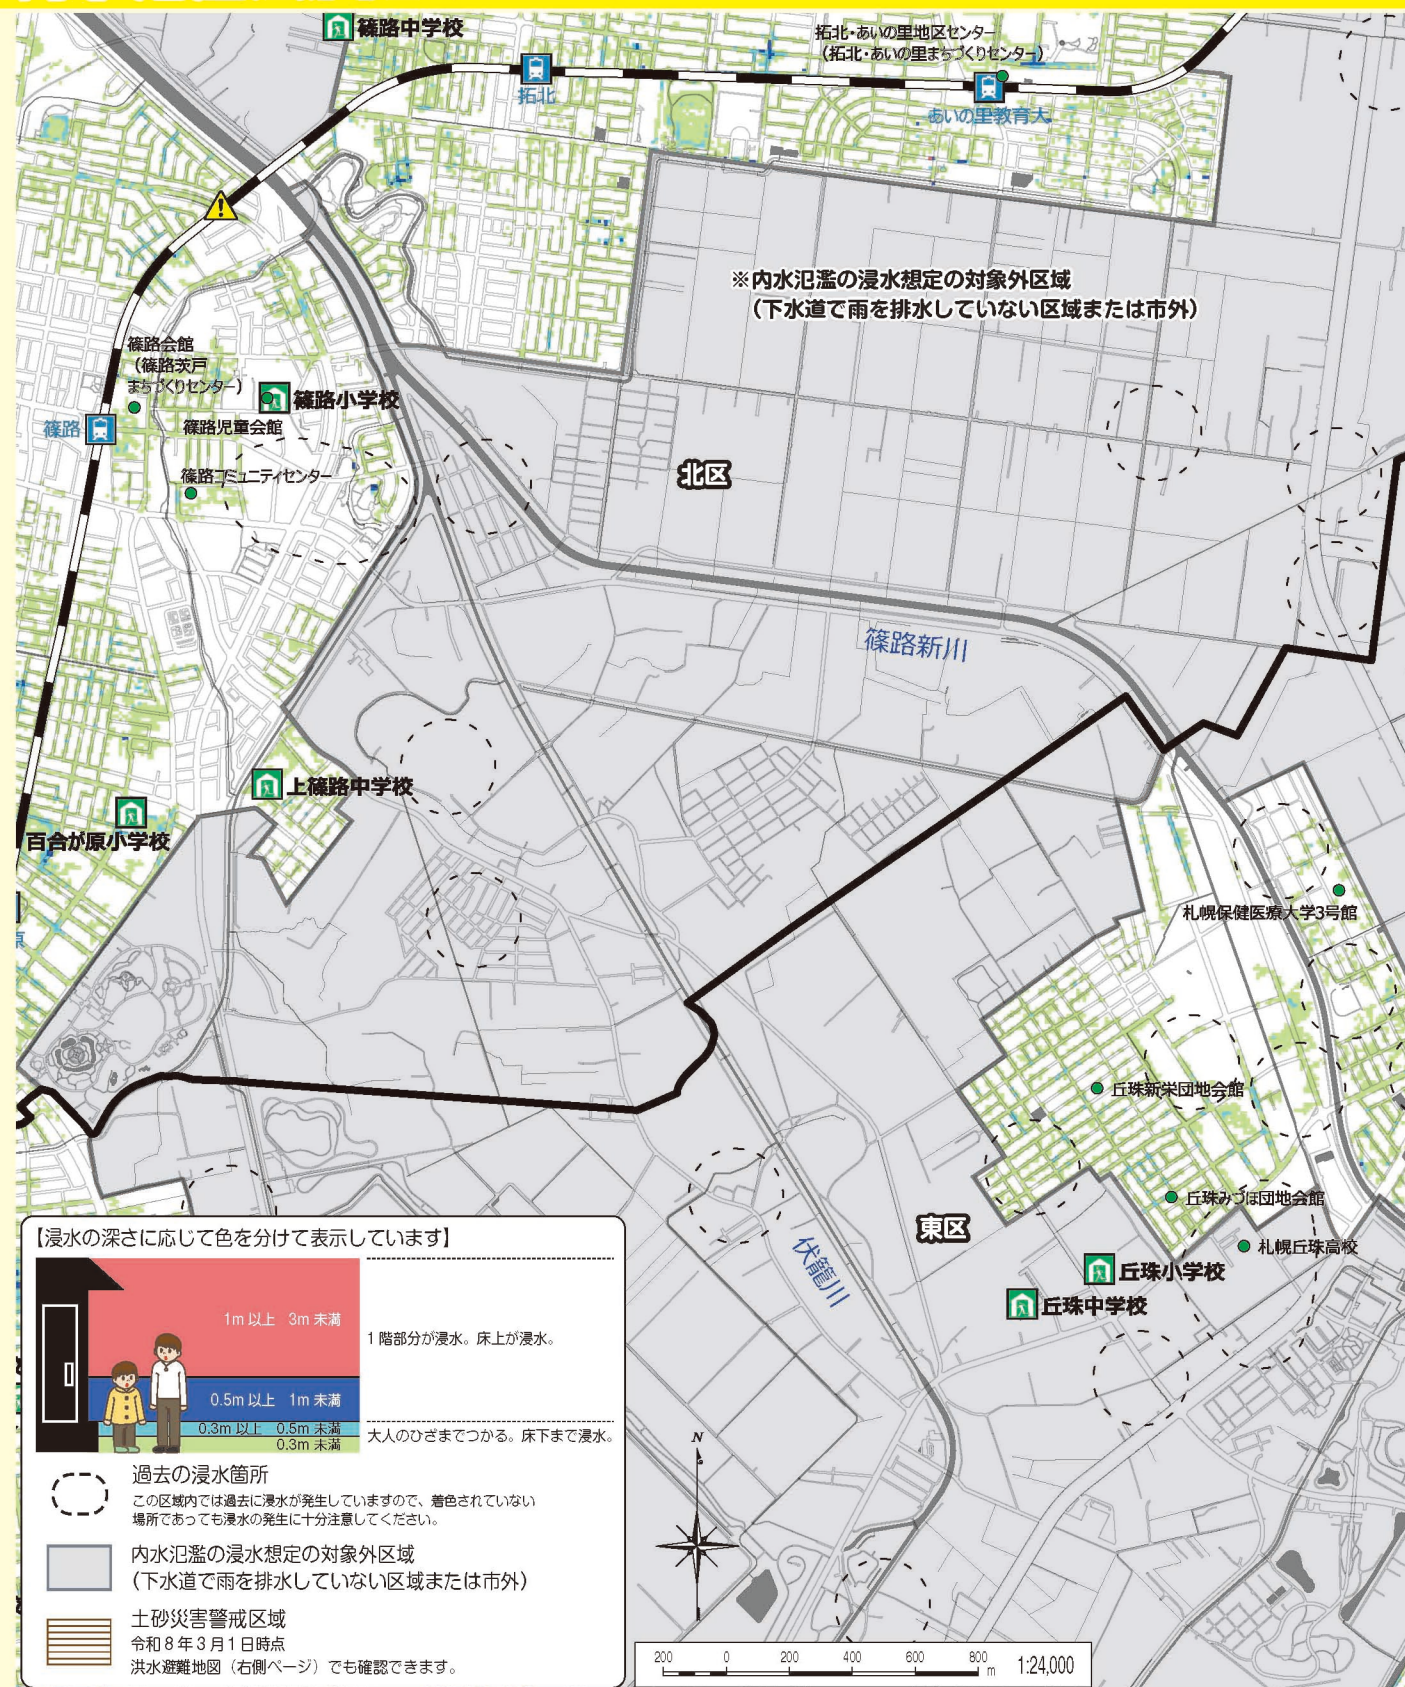 篠路中学校
拓北・あいの里地区センター
（拓北・あいの里まちづくりセンター）
拓北
あいの里教育大
※内水氾濫の浸水想定の対象外区域
（下水道で雨を排水していない区域または市外）
篠路会館
（篠路茨戸
まちづくりセンター）
篠路小学校
篠路
篠路児童会館
篠路コミュニティセンター
北区
篠路新川
上篠路中学校
百合が原小学校
原
札幌保健医療大学3号館
丘珠新栄団地会館
丘珠みづほ団地会館
東区
札幌丘珠高校
伏籠川
丘珠小学校
丘珠中学校
【浸水の深さに応じて色を分けて表示しています】
1m 以上　3m 未満
1 階部分が浸水。床上が浸水。
0.5m 以上　1m 未満
0.3m 以上　0.5m 未満
0.3m 未満
大人のひざまでつかる。床下まで浸水。
過去の浸水箇所
この区域内では過去に浸水が発生していますので、着色されていない
場所であっても浸水の発生に十分注意してください。
内水氾濫の浸水想定の対象外区域
（下水道で雨を排水していない区域または市外）
土砂災害警戒区域
令和８年３月１日時点
洪水避難地図（右側ページ）でも確認できます。
N
200 0 200 400 600 800 m 1:24,000